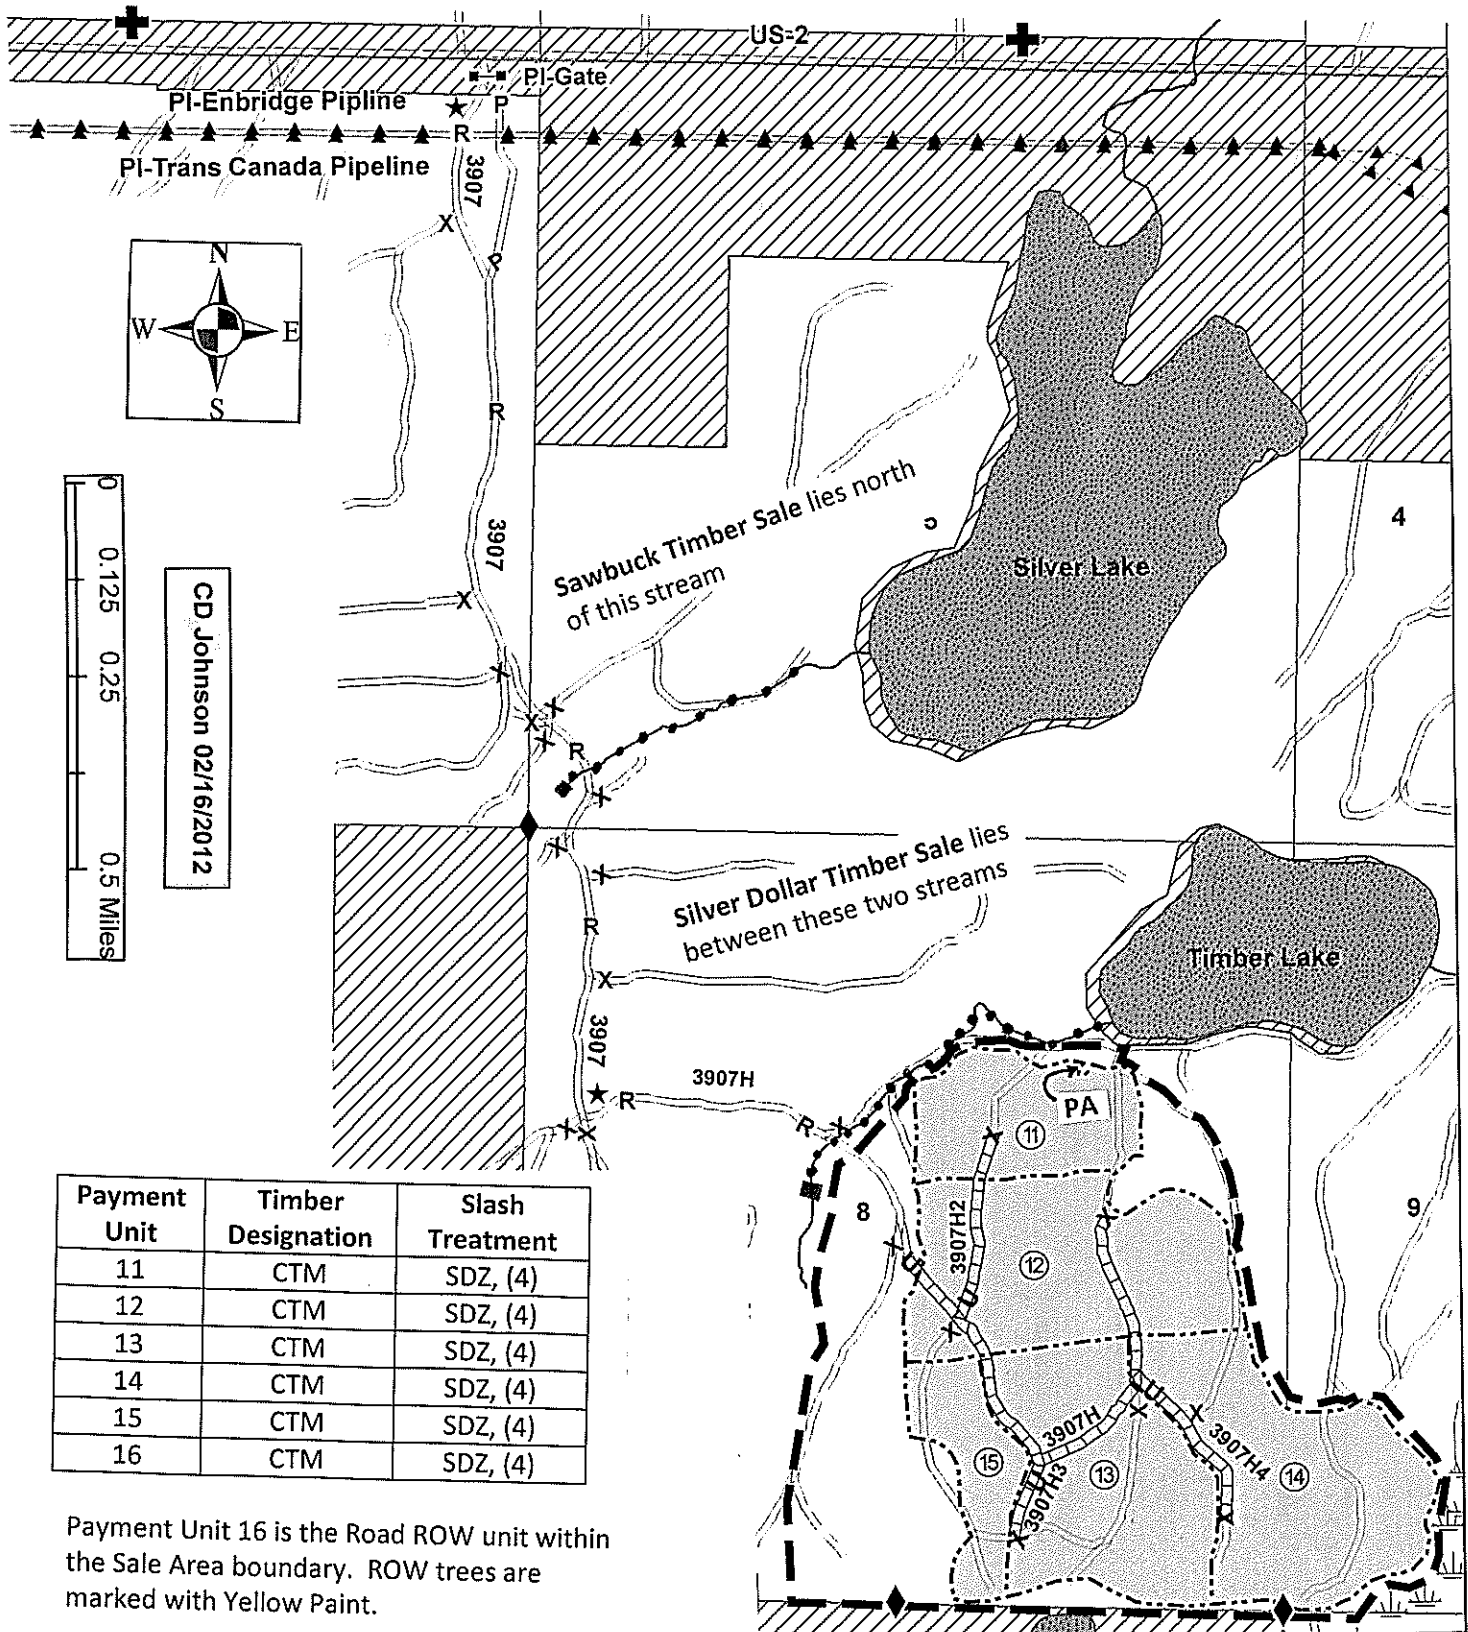 US-2
PI-Gate
PI-Enbridge Pipline
P
R
PI-Trans Canada Pipeline
3907
X
N
W E
S
P
R
0 0.125 0.25 0.5 Miles
CD Johnson 02/16/2012
3907
X
X
Sawbuck Timber Sale lies north
of this stream
Silver Lake
4
X
X
X
R
X
X
X
R
X
Silver Dollar Timber Sale lies
between these two streams
Timber Lake
3907
3907H
R
R
X
X
X
PA
11
X
8
9
3907H2
12
X
X
U
U
X
Payment Unit Timber Designation Slash Treatment
11 CTM SDZ, (4)
12 CTM SDZ, (4)
13 CTM SDZ, (4)
14 CTM SDZ, (4)
15 CTM SDZ, (4)
16 CTM SDZ, (4)
U
X
X
3907H
3907H4
15
13
14
U
3907H3
X
X
Payment Unit 16 is the Road ROW unit within
the Sale Area boundary. ROW trees are
marked with Yellow Paint.